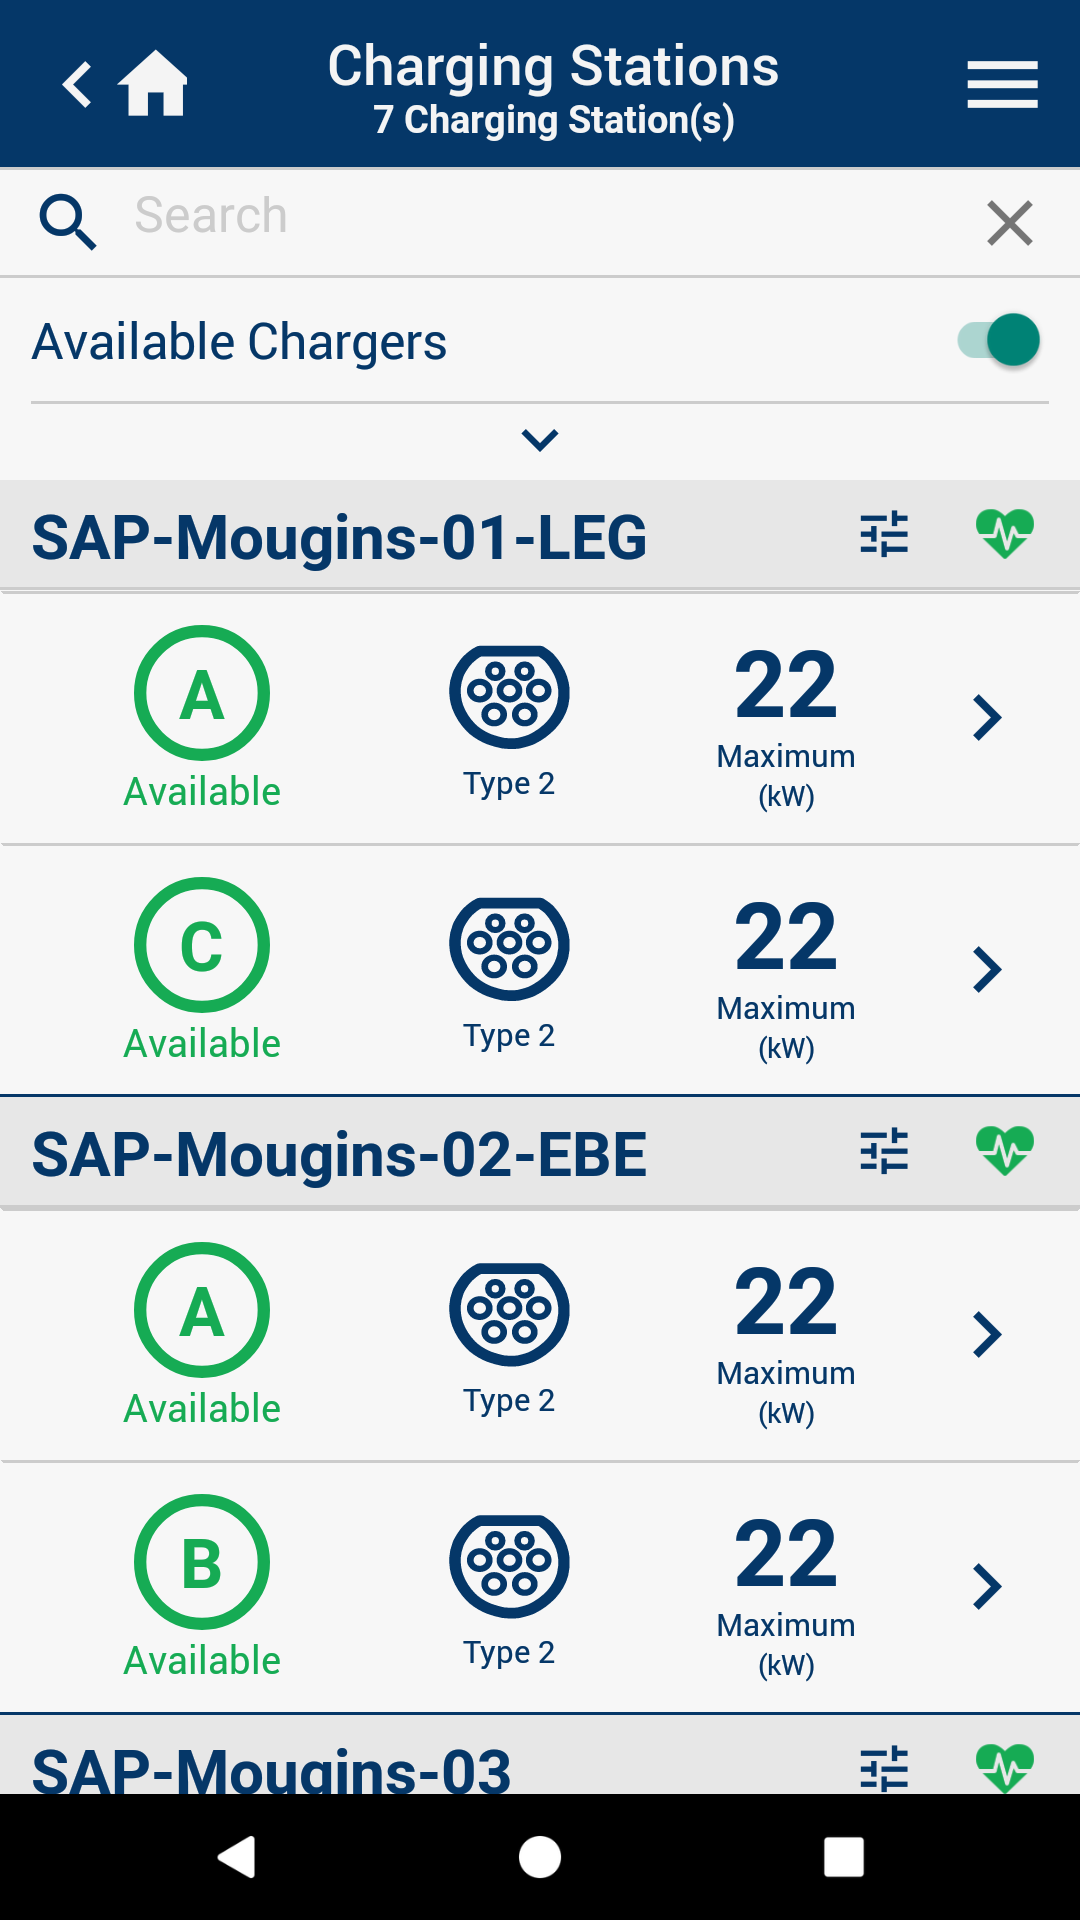 Charging Stations
7 Charging Station(s)
Search
Available Chargers
SAP-Mougins-01-LEG
A
Available
Type 2
22
Maximum
(kW)
C
Available
Type 2
22
Maximum
(kW)
SAP-Mougins-02-EBE
A
Available
Type 2
22
Maximum
(kW)
B
Available
Type 2
22
Maximum
(kW)
SAP-Mougins-03